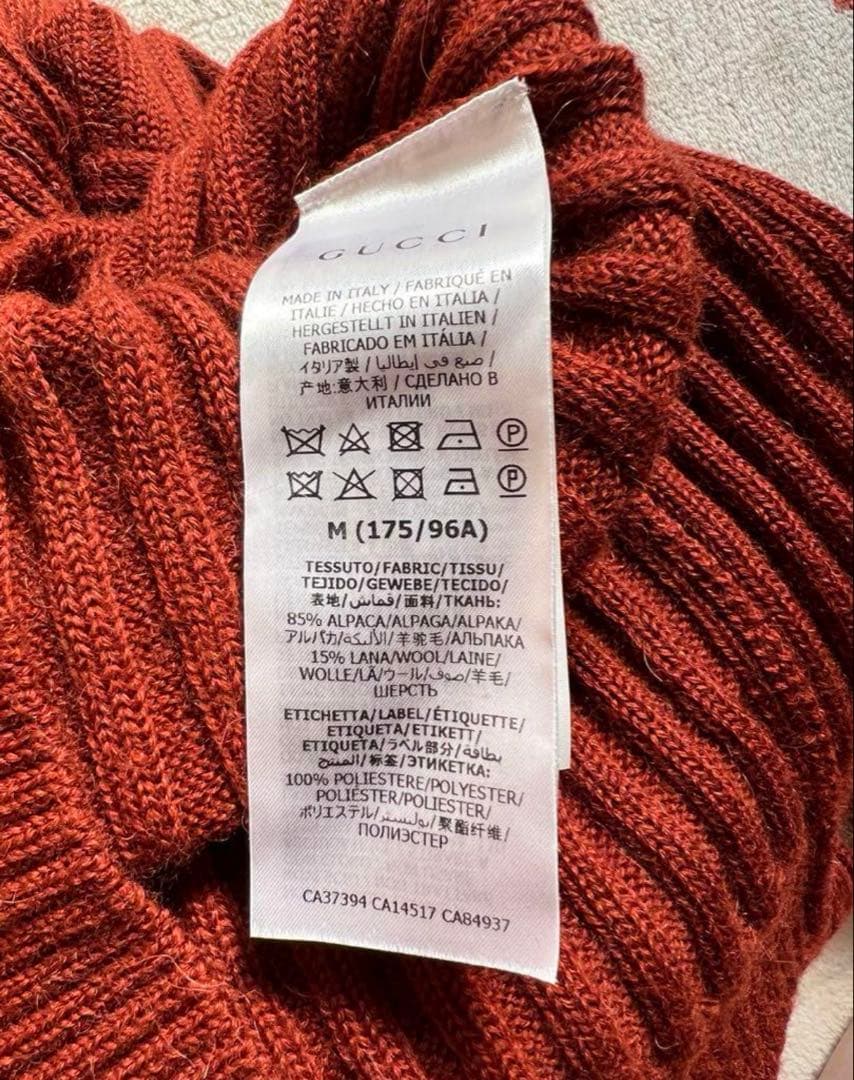 GUCCI
MADE IN ITALY / FABRIQUÉ EN
ITALIE / HECHO EN ITALIA /
HERGESTELLT IN ITALIEN /
FABRICADO EM ITÁLIA /
イタリア製 / صنع في إيطاليا /
产地:意大利 / СДЕЛАНО В
ИТАЛИИ
P
P
M (175/96A)
TESSUTO/FABRIC/TISSU/
TEJIDO/GEWEBE/TECIDO/
表地/قماش/面料/ТКАНЬ:
85% ALPACA/ALPAGA/ALPAKA/
アルパカ/الألبكة/羊驼毛/АЛЬПАКА
15% LANA/WOOL/LAINE/
WOLLE/LÃ/ウール/صوف/羊毛/
ШЕРСТЬ
ETICHETTA/LABEL/ÉTIQUETTE/
ETIQUETA/ETIKETT/
ETIQUETA/ラベル部分/بطاقة
المنتج/标签/ЭТИКЕТКА:
100% POLIESTERE/POLYESTER/
POLIÉSTER/POLIESTER/
ポリエステル/بوليستر/聚酯纤维/
ПОЛИЭСТЕР
CA37394 CA14517 CA84937